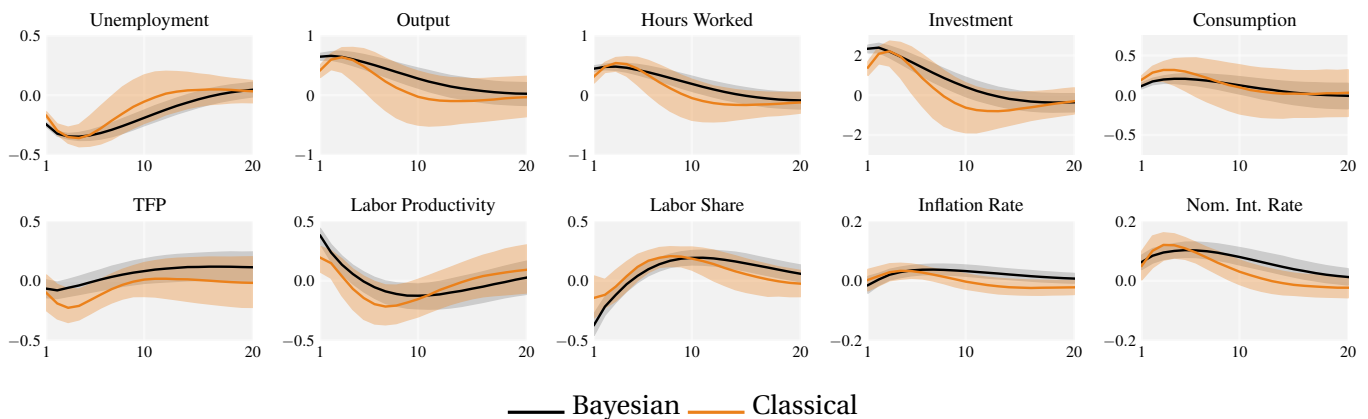 Unemployment Output Hours Worked Investment Consumption
0.5 1 1 2 0.5
0.0 0 0 0 0.0
−0.5 −1 −1 −2 −0.5
1 10 20 1 10 20 1 10 20 1 10 20 1 10 20
TFP Labor Productivity Labor Share Inflation Rate Nom. Int. Rate
0.5 0.5 0.5 0.2 0.2
0.0 0.0 0.0 0.0 0.0
−0.5 −0.5 −0.5 −0.2 −0.2
1 10 20 1 10 20 1 10 20 1 10 20 1 10 20
Bayesian Classical